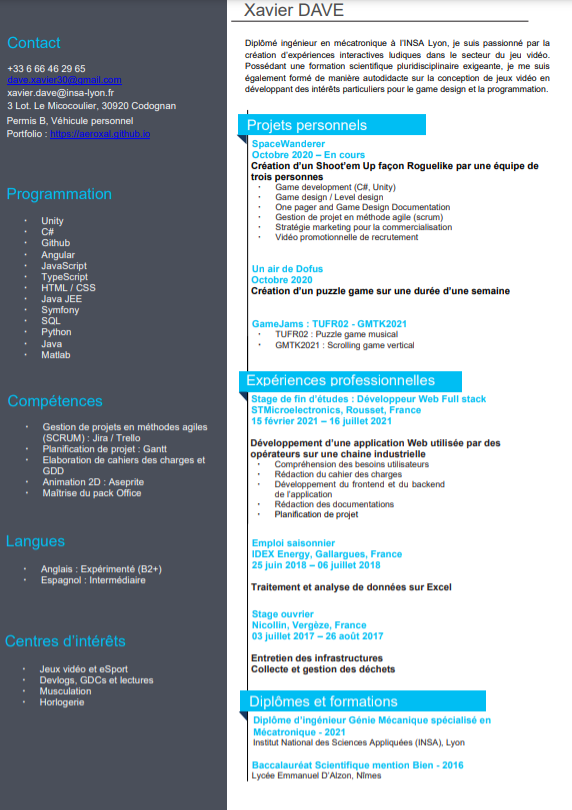 Xavier DAVE
Contact
+33 6 66 46 29 65
dave.xavier30@gmail.com
xavier.dave@insa-lyon.fr
3 Lot. Le Micocoulier, 30920 Codognan
Permis B, Véhicule personnel
Portfolio : https://aeroxal.github.io
Programmation
· Unity
· C#
· Github
· Angular
· JavaScript
· TypeScript
· HTML / CSS
· Java JEE
· Symfony
· SQL
· Python
· Java
· Matlab
Compétences
· Gestion de projets en méthodes agiles
(SCRUM) : Jira / Trello
· Planification de projet : Gantt
· Elaboration de cahiers des charges et
GDD
· Animation 2D : Aseprite
· Maîtrise du pack Office
Langues
· Anglais : Expérimenté (B2+)
· Espagnol : Intermédiaire
Centres d'intérêts
· Jeux vidéo et eSport
· Devlogs, GDCs et lectures
· Musculation
· Horlogerie
Diplômé ingénieur en mécatronique à l'INSA Lyon, je suis passionné par la
création d'expériences interactives ludiques dans le secteur du jeu vidéo.
Possédant une formation scientifique pluridisciplinaire exigeante, je me suis
également formé de manière autodidacte sur la conception de jeux vidéo en
développant des intérêts particuliers pour le game design et la programmation.
Projets personnels
SpaceWanderer
Octobre 2020 – En cours
Création d'un Shoot'em Up façon Roguelike par une équipe de
trois personnes
· Game development (C#, Unity)
· Game design / Level design
· One pager and Game Design Documentation
· Gestion de projet en méthode agile (scrum)
· Stratégie marketing pour la commercialisation
· Vidéo promotionnelle de recrutement
Un air de Dofus
Octobre 2020
Création d'un puzzle game sur une durée d'une semaine
GameJams : TUFR02 - GMTK2021
· TUFR02 : Puzzle game musical
· GMTK2021 : Scrolling game vertical
Expériences professionnelles
Stage de fin d'études : Développeur Web Full stack
STMicroelectronics, Rousset, France
15 février 2021 – 16 juillet 2021
Développement d'une application Web utilisée par des
opérateurs sur une chaine industrielle
· Compréhension des besoins utilisateurs
· Rédaction du cahier des charges
· Développement du frontend et du backend
de l'application
· Rédaction des documentations
· Planification de projet
Emploi saisonnier
IDEX Energy, Gallargues, France
25 juin 2018 – 06 juillet 2018
Traitement et analyse de données sur Excel
Stage ouvrier
Nicollin, Vergèze, France
03 juillet 2017 – 26 août 2017
Entretien des infrastructures
Collecte et gestion des déchets
Diplômes et formations
Diplôme d'ingénieur Génie Mécanique spécialisé en
Mécatronique - 2021
Institut National des Sciences Appliquées (INSA), Lyon
Baccalauréat Scientifique mention Bien - 2016
Lycée Emmanuel D'Alzon, Nîmes